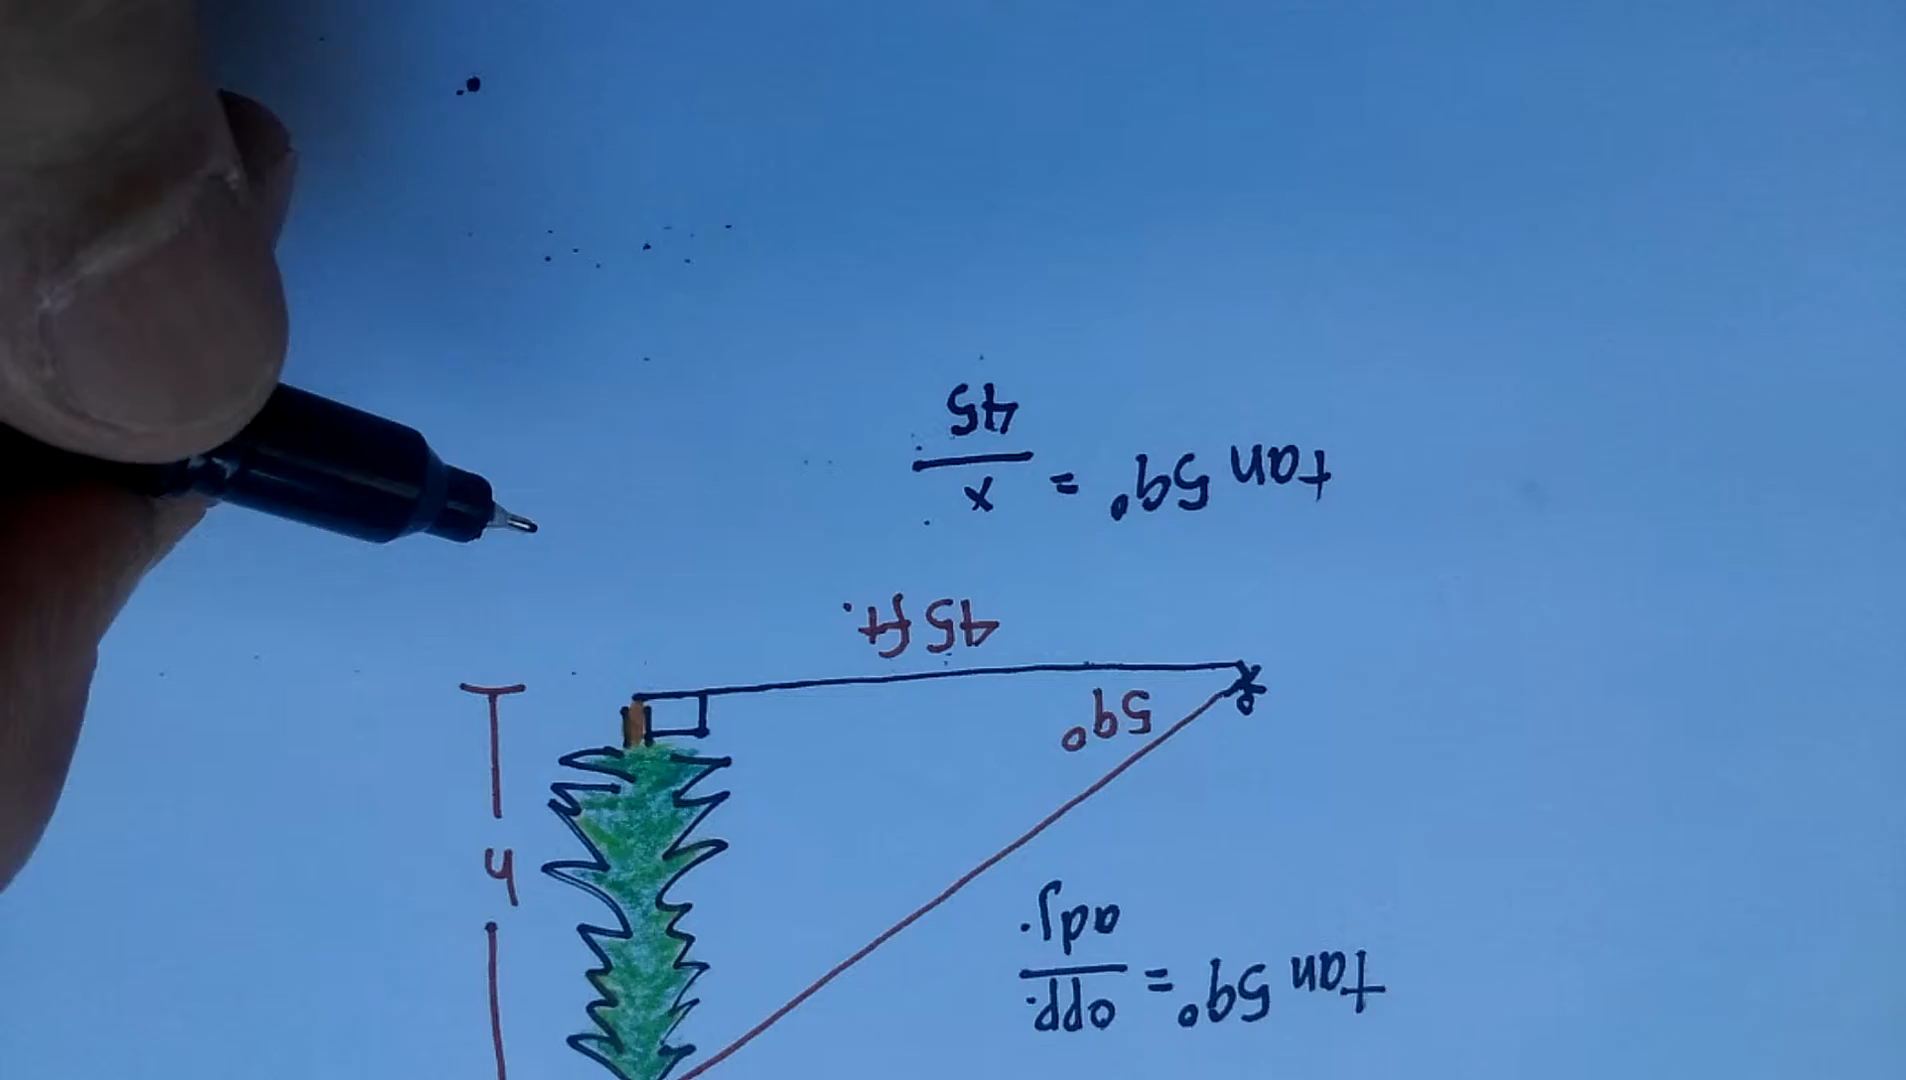 tan 59° = opp./adj.
h
59°
45 ft.
tan 59° = x/45